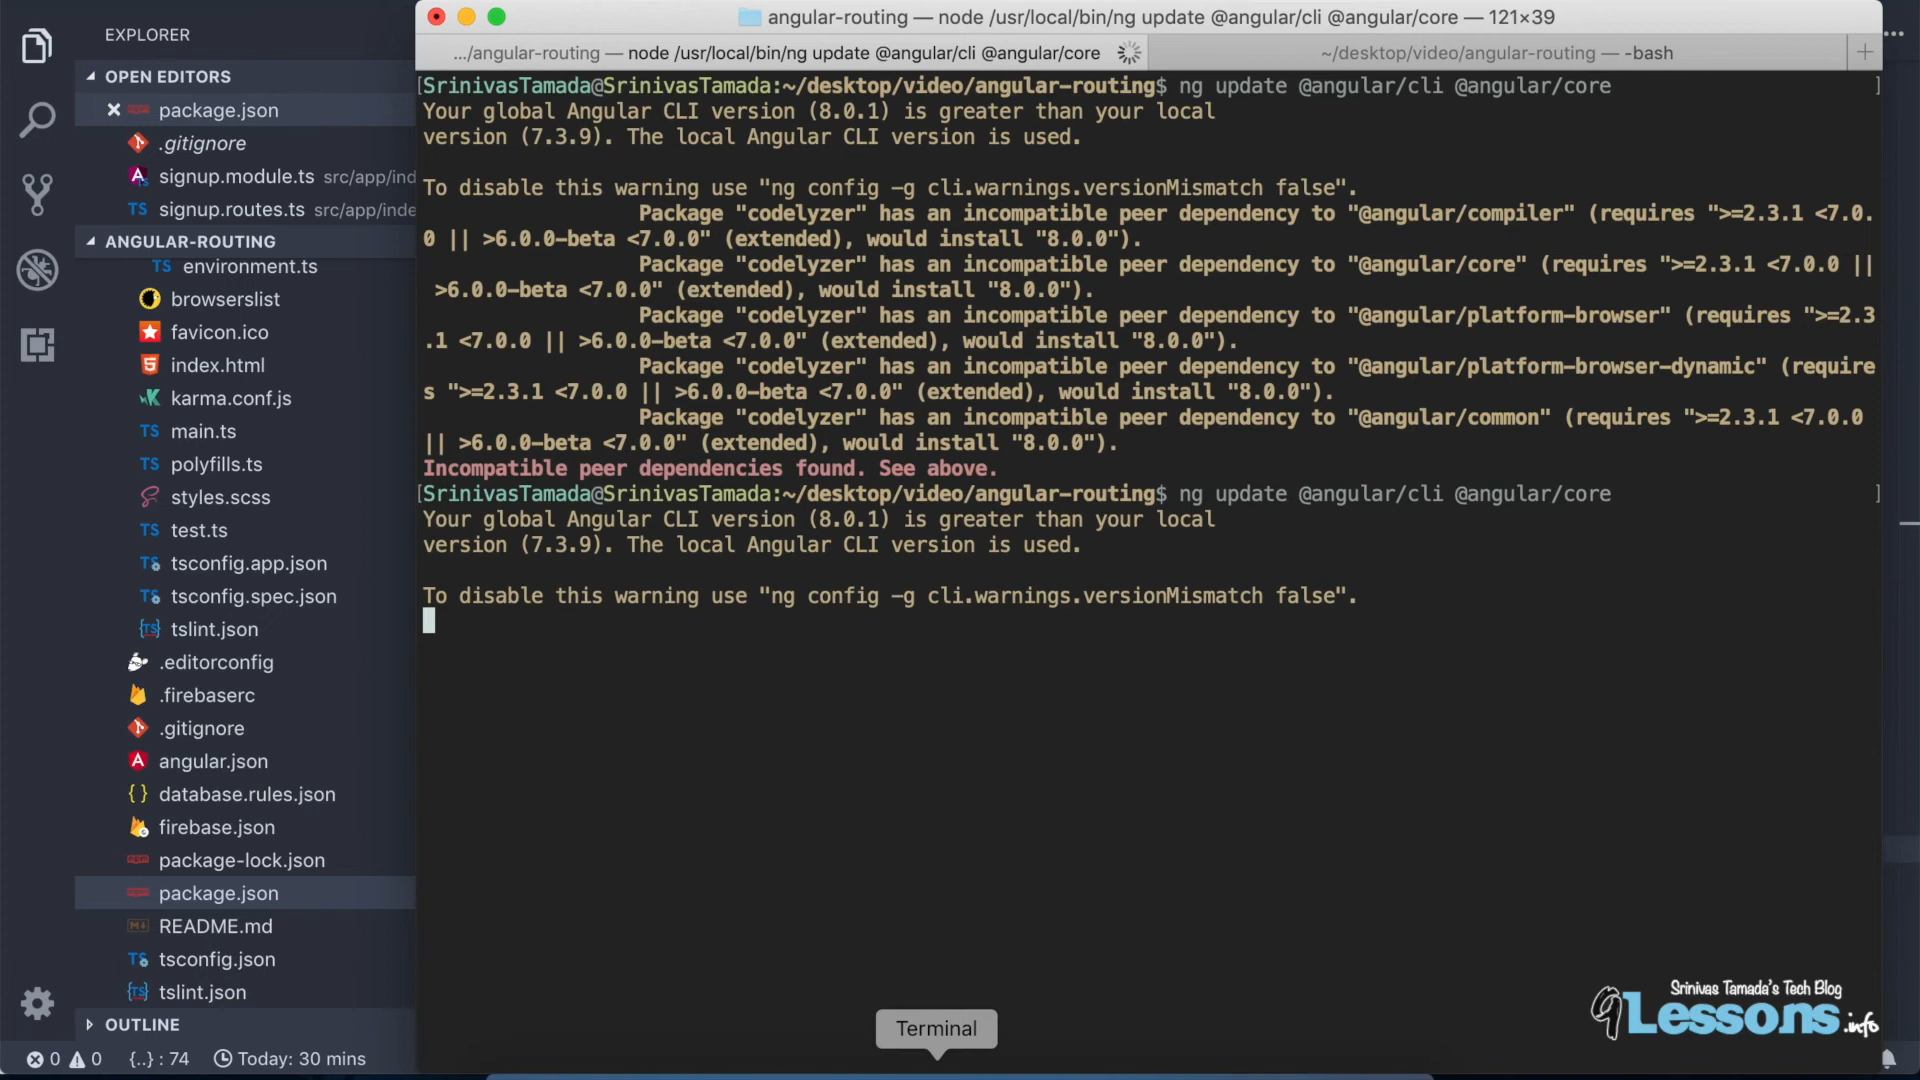 EXPLORER
OPEN EDITORS
package.json
.gitignore
signup.module.ts src/app/ind
signup.routes.ts src/app/inde
ANGULAR-ROUTING
environment.ts
browserslist
favicon.ico
index.html
karma.conf.js
main.ts
polyfills.ts
styles.scss
test.ts
tsconfig.app.json
tsconfig.spec.json
tslint.json
.editorconfig
.firebaserc
.gitignore
angular.json
database.rules.json
firebase.json
package-lock.json
package.json
README.md
tsconfig.json
tslint.json
OUTLINE
0 0 {..} : 74 Today: 30 mins
angular-routing — node /usr/local/bin/ng update @angular/cli @angular/core — 121×39
.../angular-routing — node /usr/local/bin/ng update @angular/cli @angular/core
~/desktop/video/angular-routing — -bash
[SrinivasTamada@SrinivasTamada:~/desktop/video/angular-routing$ ng update @angular/cli @angular/core ]
Your global Angular CLI version (8.0.1) is greater than your local
version (7.3.9). The local Angular CLI version is used.
To disable this warning use "ng config -g cli.warnings.versionMismatch false".
Package "codelyzer" has an incompatible peer dependency to "@angular/compiler" (requires ">=2.3.1 <7.0.
0 || >6.0.0-beta <7.0.0" (extended), would install "8.0.0").
Package "codelyzer" has an incompatible peer dependency to "@angular/core" (requires ">=2.3.1 <7.0.0 ||
>6.0.0-beta <7.0.0" (extended), would install "8.0.0").
Package "codelyzer" has an incompatible peer dependency to "@angular/platform-browser" (requires ">=2.3
.1 <7.0.0 || >6.0.0-beta <7.0.0" (extended), would install "8.0.0").
Package "codelyzer" has an incompatible peer dependency to "@angular/platform-browser-dynamic" (require
s ">=2.3.1 <7.0.0 || >6.0.0-beta <7.0.0" (extended), would install "8.0.0").
Package "codelyzer" has an incompatible peer dependency to "@angular/common" (requires ">=2.3.1 <7.0.0
|| >6.0.0-beta <7.0.0" (extended), would install "8.0.0").
Incompatible peer dependencies found. See above.
[SrinivasTamada@SrinivasTamada:~/desktop/video/angular-routing$ ng update @angular/cli @angular/core ]
Your global Angular CLI version (8.0.1) is greater than your local
version (7.3.9). The local Angular CLI version is used.
To disable this warning use "ng config -g cli.warnings.versionMismatch false".
Terminal
Srinivas Tamada's Tech Blog
9Lessons.info